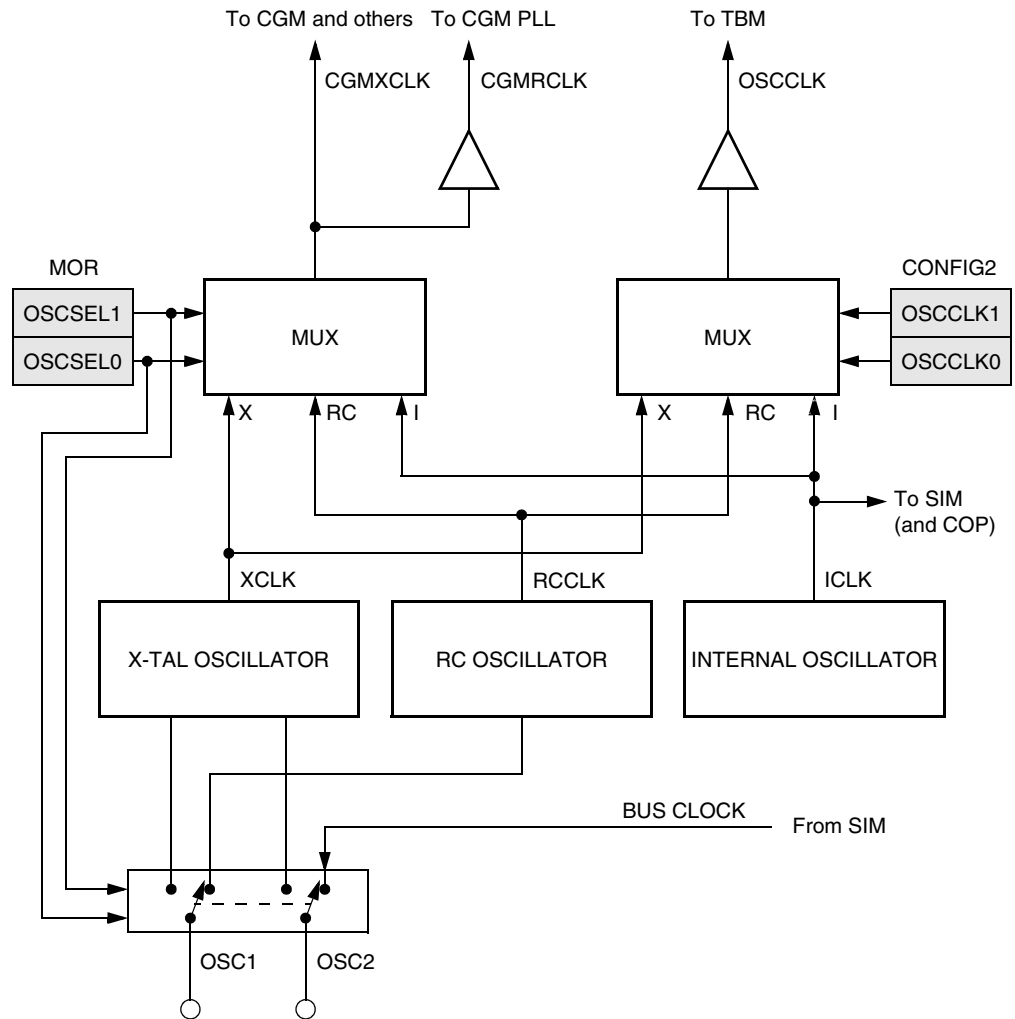 To CGM and others
To CGM PLL
To TBM
CGMXCLK
CGMRCLK
OSCCLK
MOR
CONFIG2
OSCSEL1
OSCSEL0
MUX
MUX
OSCCLK1
OSCCLK0
X
RC
I
X
RC
I
To SIM
(and COP)
XCLK
RCCLK
ICLK
X-TAL OSCILLATOR
RC OSCILLATOR
INTERNAL OSCILLATOR
BUS CLOCK
From SIM
OSC1
OSC2